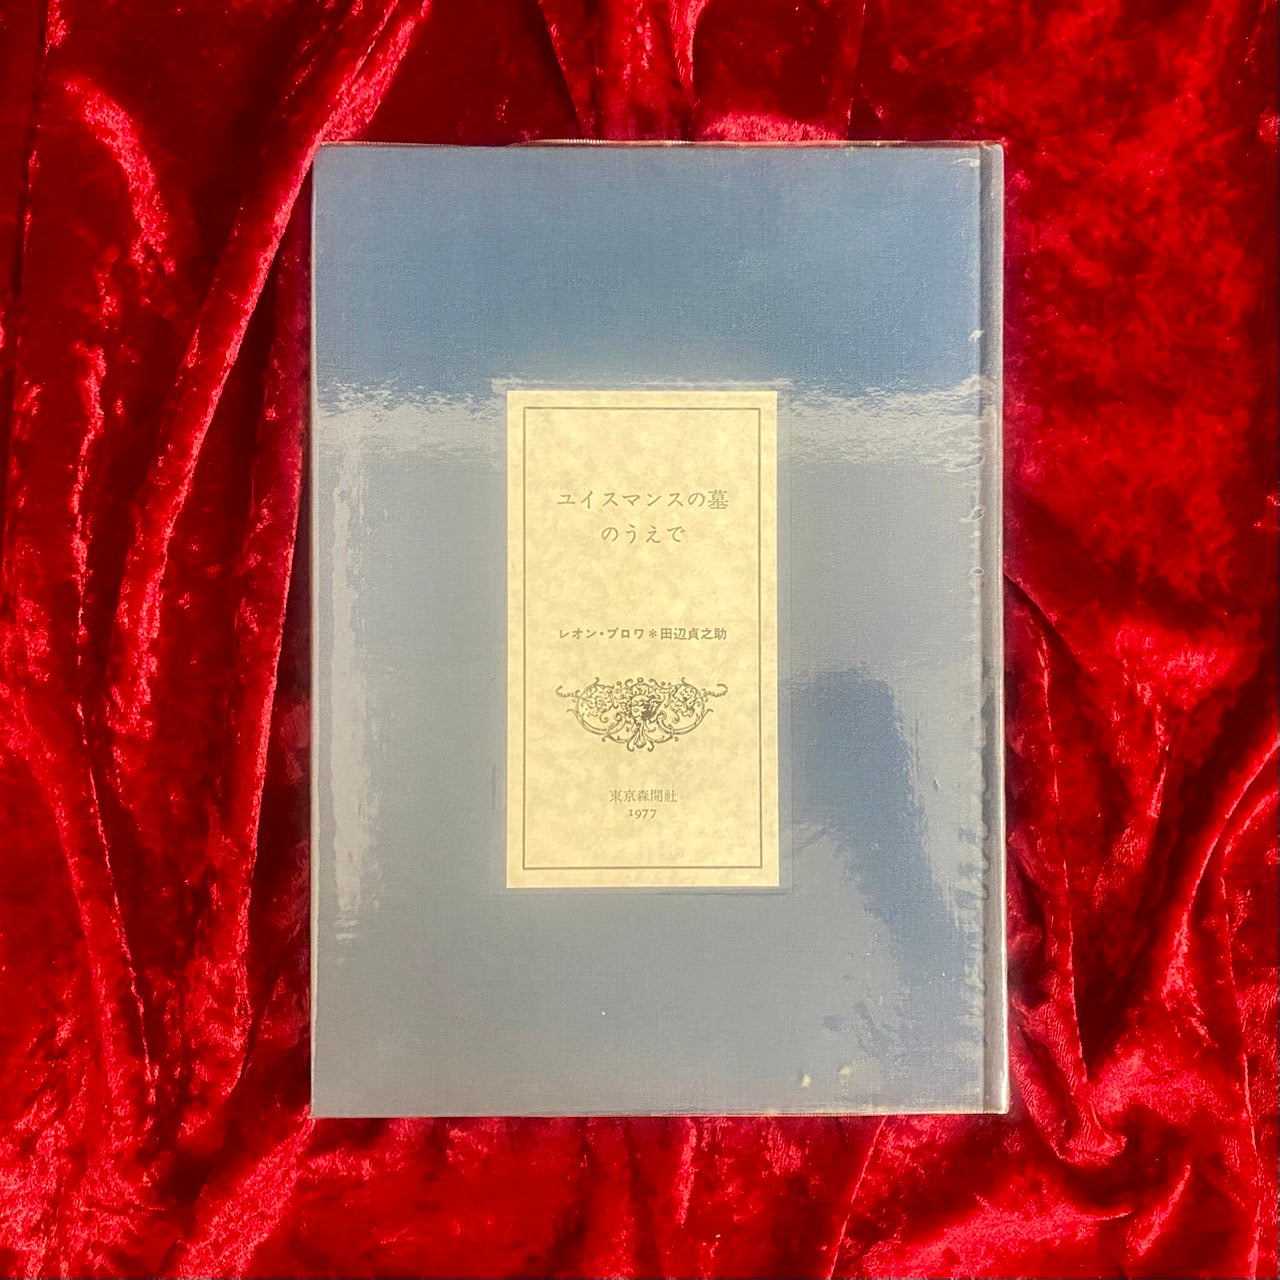 ユイスマンスの墓
のうえで
レオン・ブロワ＊田辺貞之助
東京森開社
1977